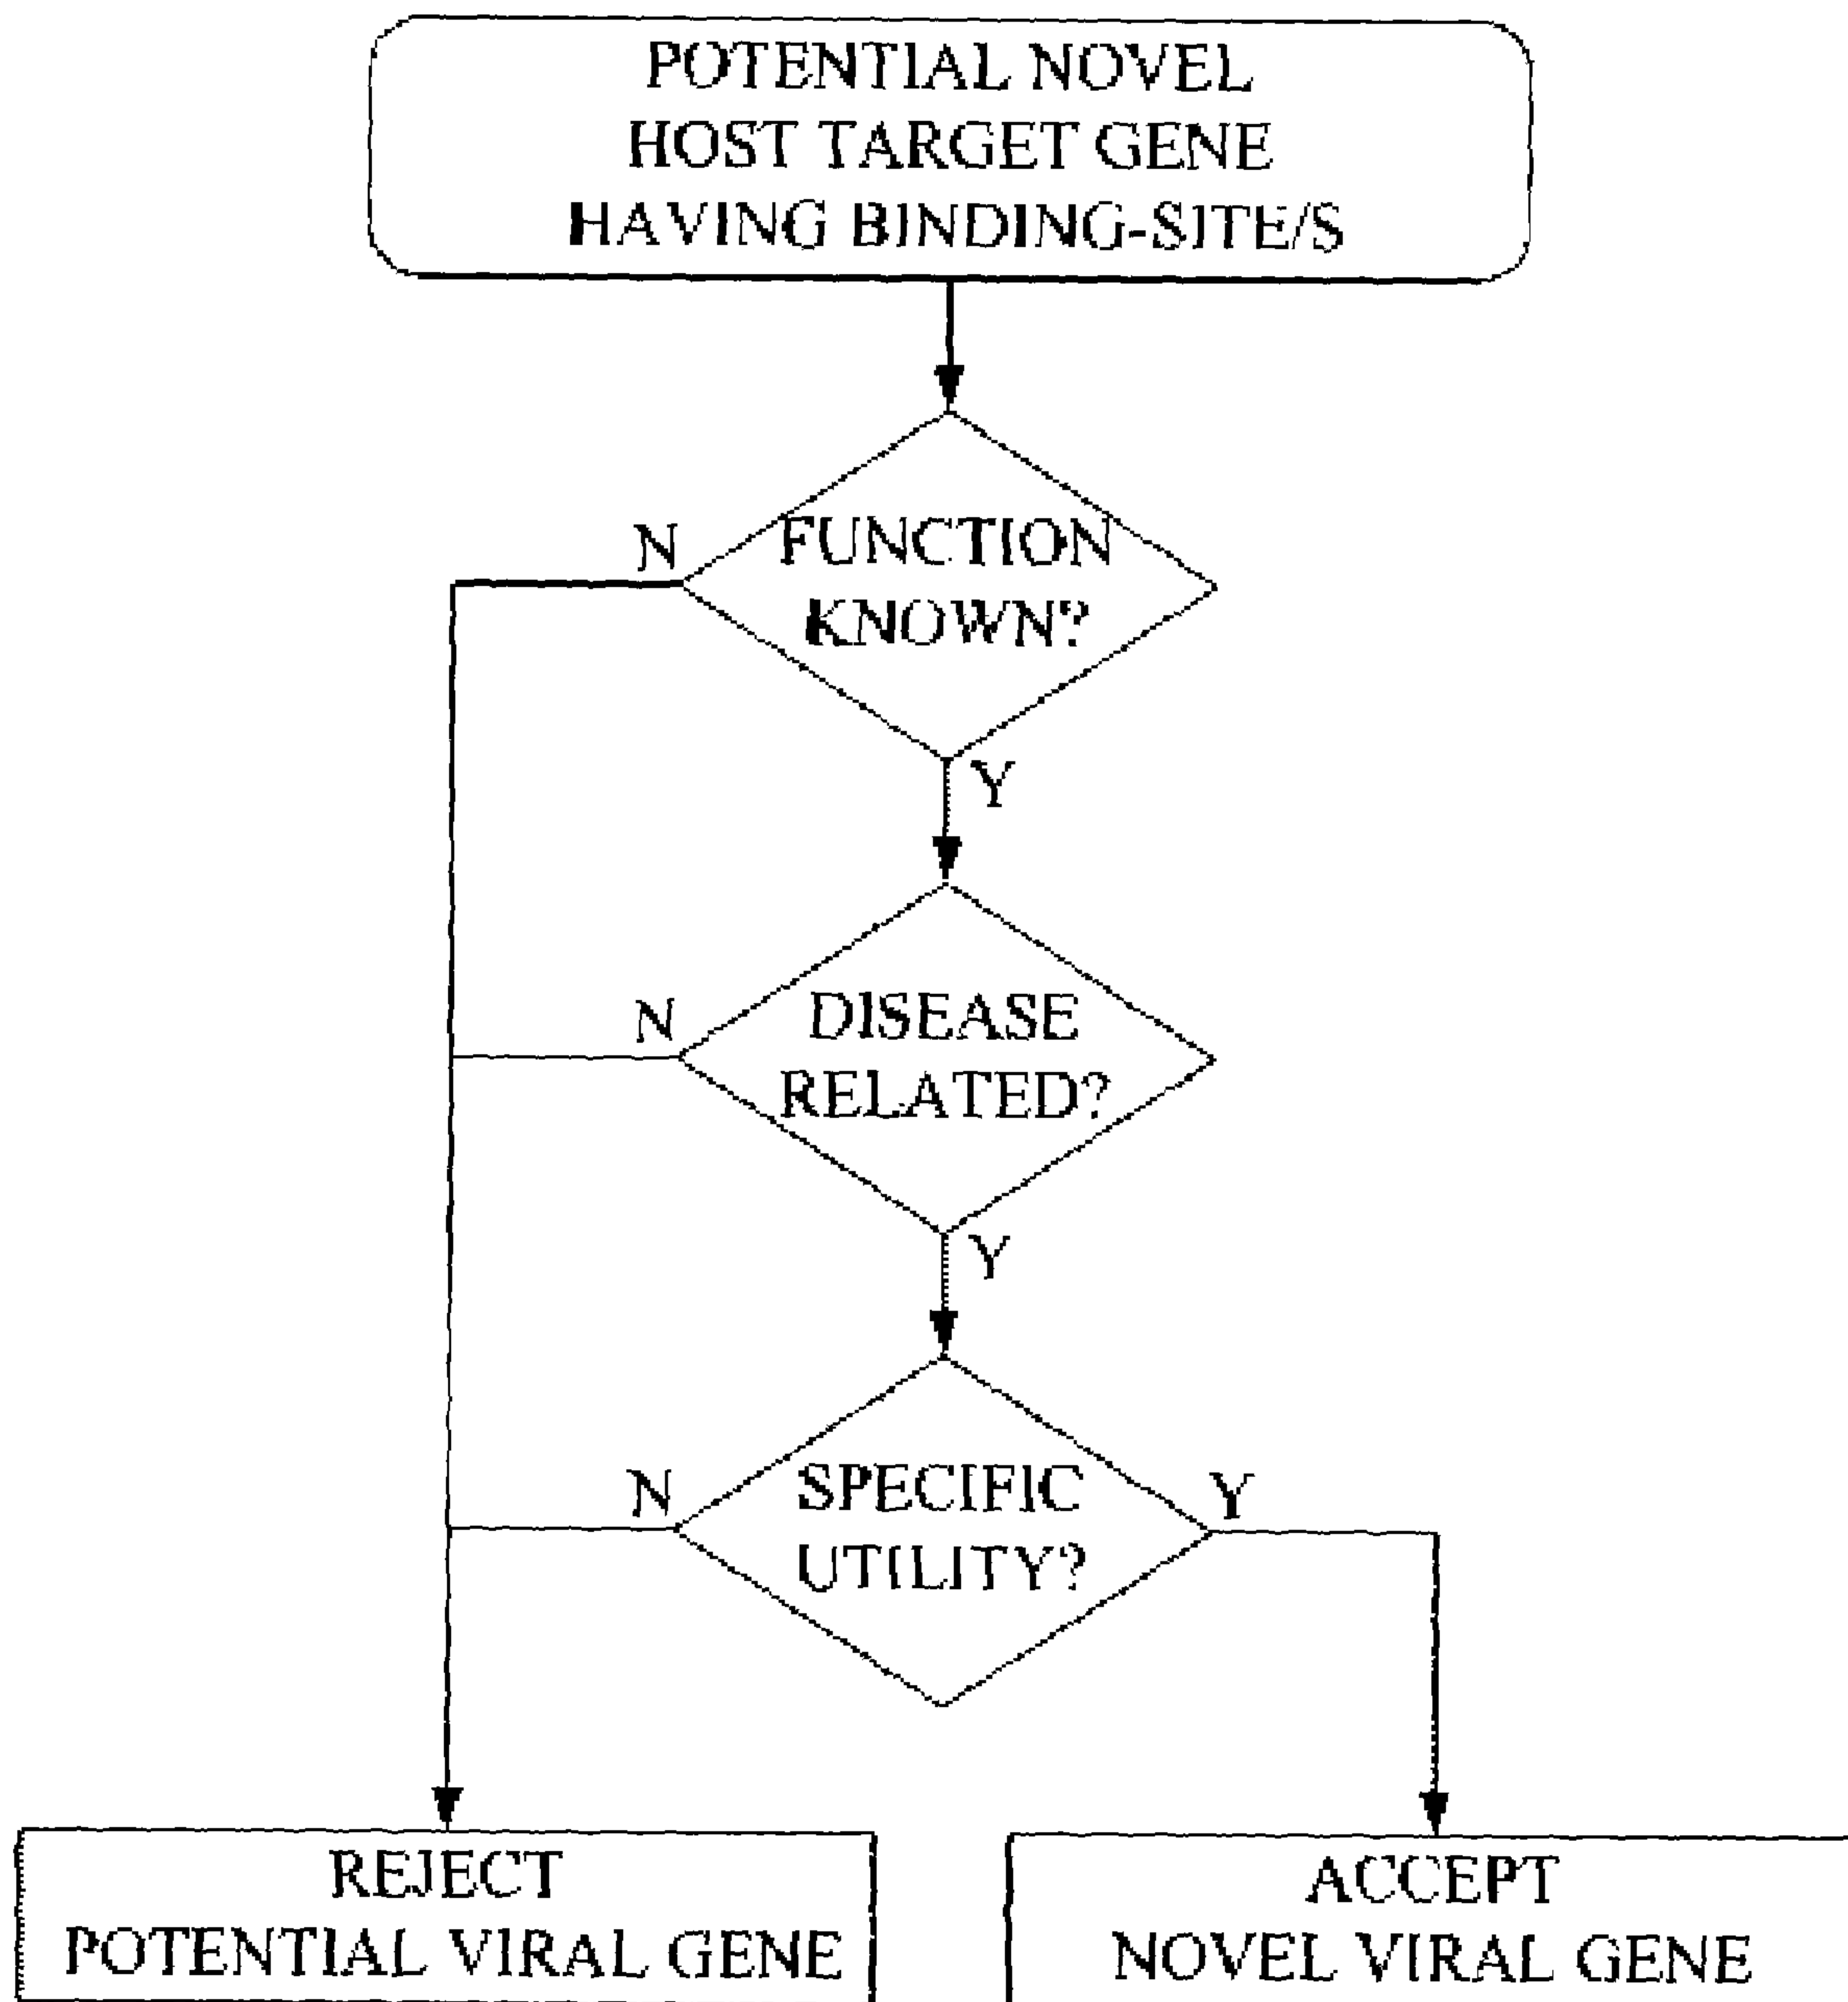 POTENTIAL NOVEL
HOST TARGET GENE
HAVING BINDING-SITE/S
N
FUNCTION
KNOWN?
Y
N
DISEASE
RELATED?
Y
N
SPECIFIC
UTILITY?
Y
REJECT
POTENTIAL VIRAL GENE
ACCEPT
NOVEL VIRAL GENE